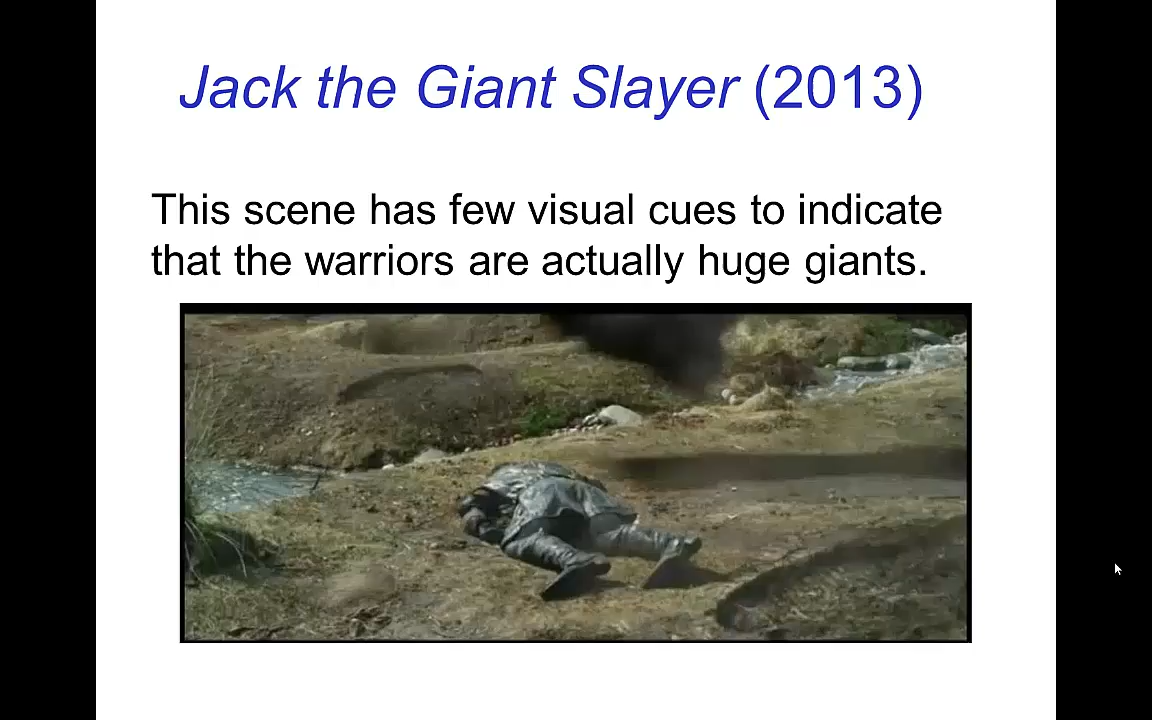 Jack the Giant Slayer (2013)
This scene has few visual cues to indicate
that the warriors are actually huge giants.